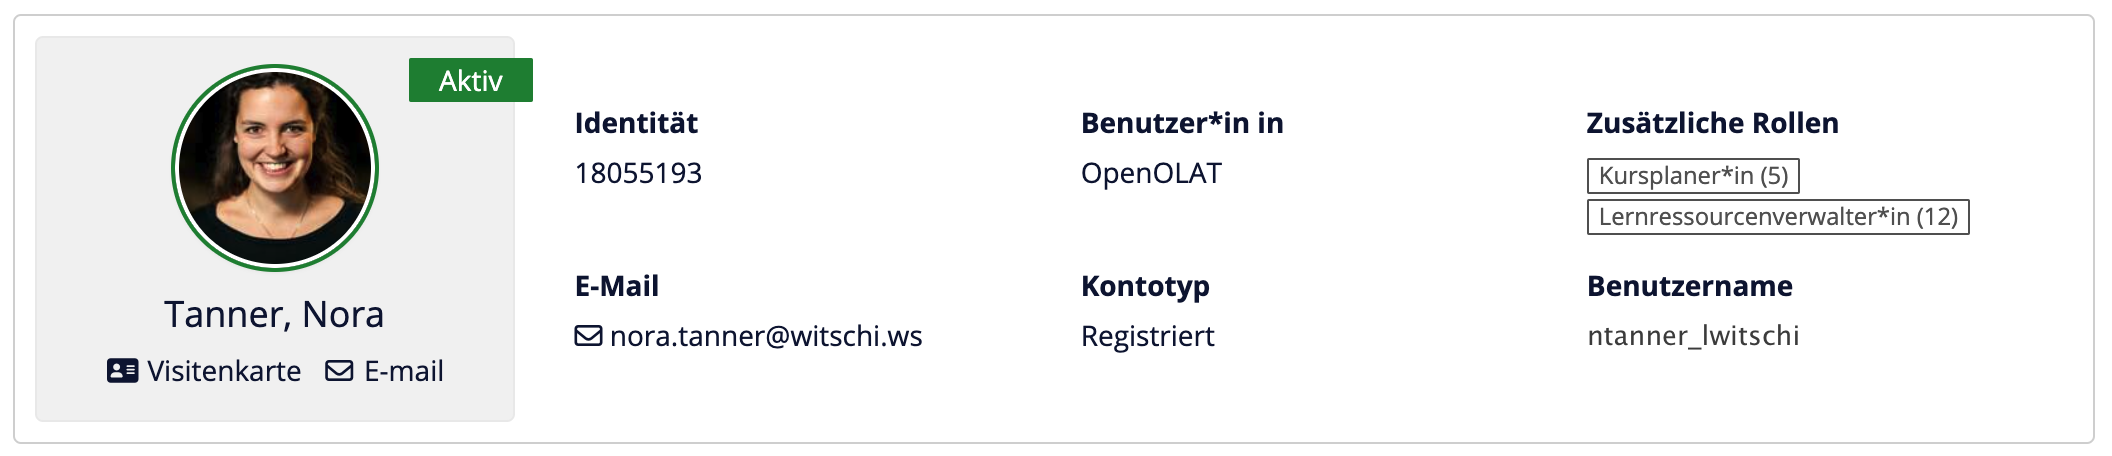 Aktiv
Tanner, Nora
Visitenkarte E-mail
Identität
18055193
Benutzer*in in
OpenOLAT
Zusätzliche Rollen
Kursplaner*in (5)
Lernressourcenverwalter*in (12)
E-Mail
nora.tanner@witschi.ws
Kontotyp
Registriert
Benutzername
ntanner_lwitschi